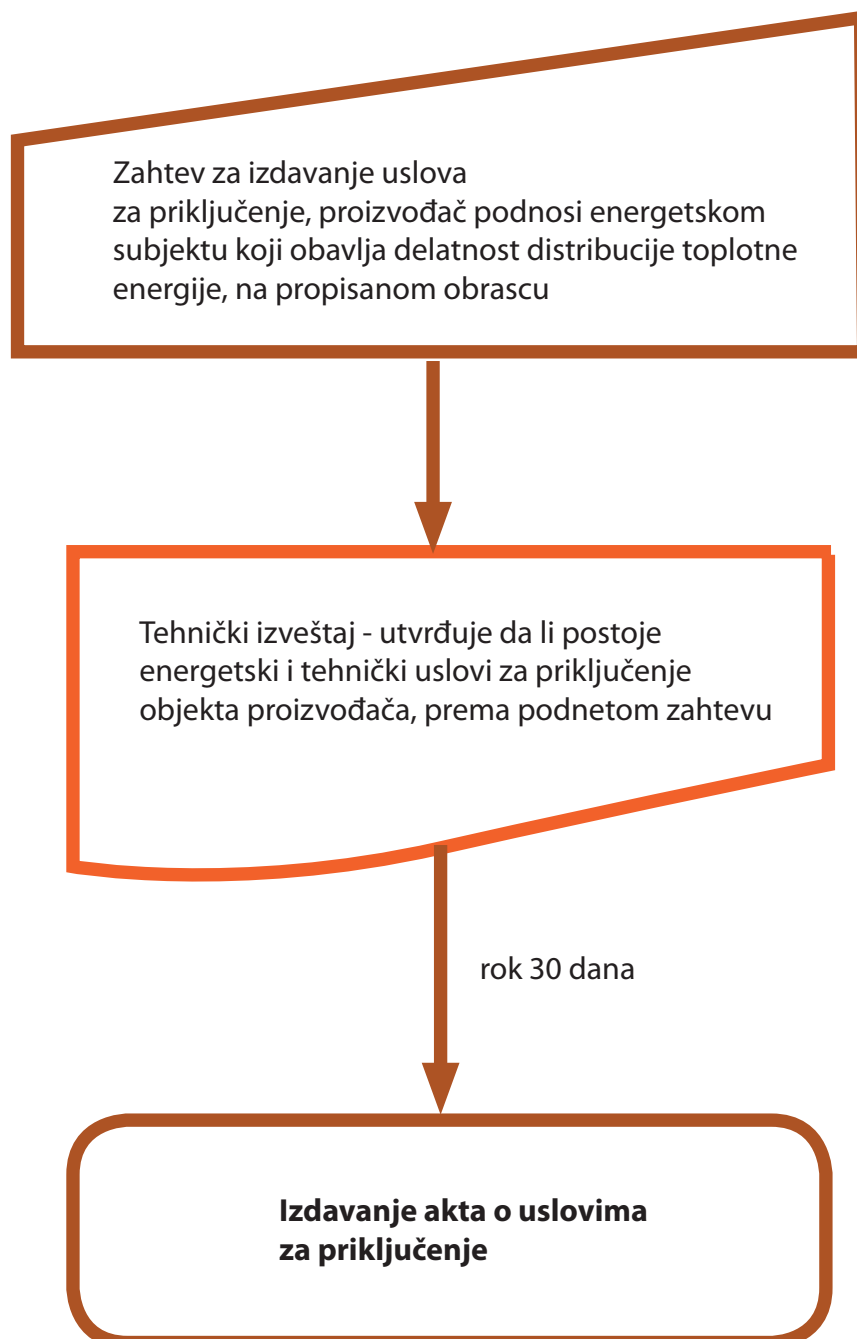 Zahtev za izdavanje uslova
za priključenje, proizvođač podnosi energetskom
subjektu koji obavlja delatnost distribucije toplotne
energije, na propisanom obrascu
Tehnički izveštaj - utvrđuje da li postoje
energetski i tehnički uslovi za priključenje
objekta proizvođača, prema podnetom zahtevu
rok 30 dana
Izdavanje akta o uslovima
za priključenje